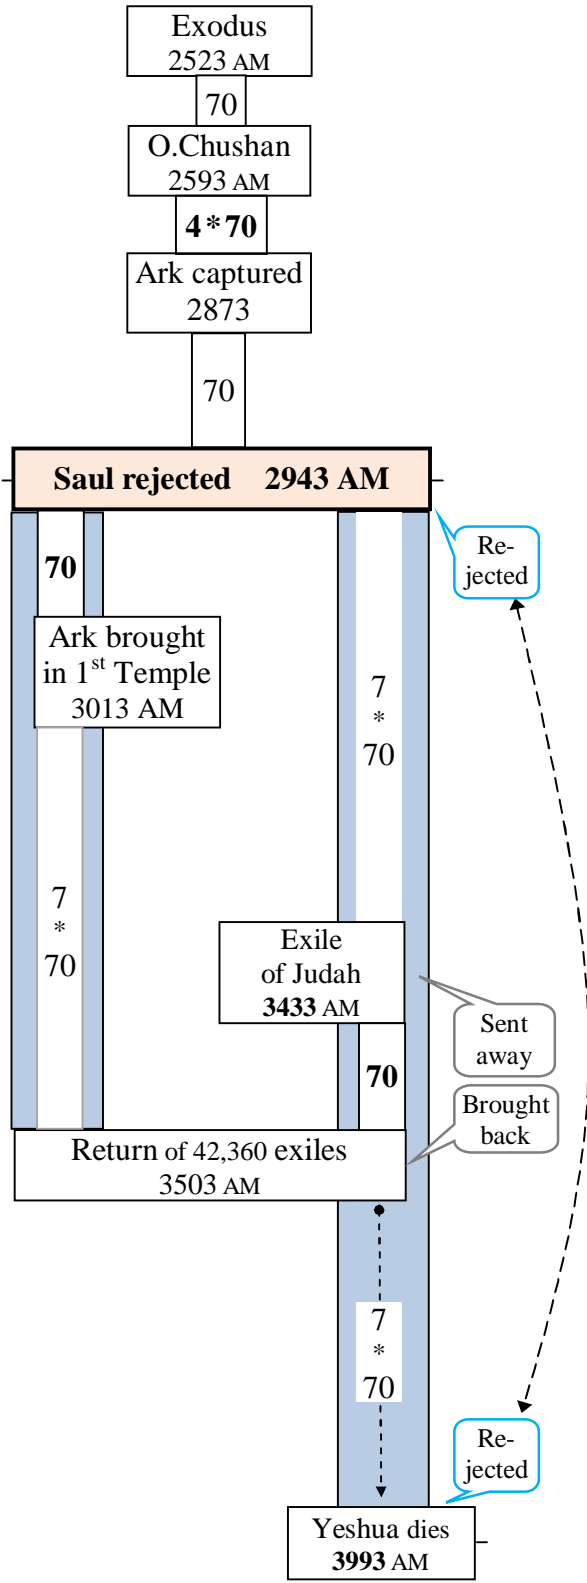 Exodus
2523 AM
70
O.Chushan
2593 AM
4*70
Ark captured
2873
70
Saul rejected 2943 AM
Re-
jected
70
Ark brought
in 1st Temple
3013 AM
7
*
70
7
*
70
Exile
of Judah
3433 AM
Sent
away
70
Brought
back
Return of 42,360 exiles
3503 AM
7
*
70
Re-
jected
Yeshua dies
3993 AM